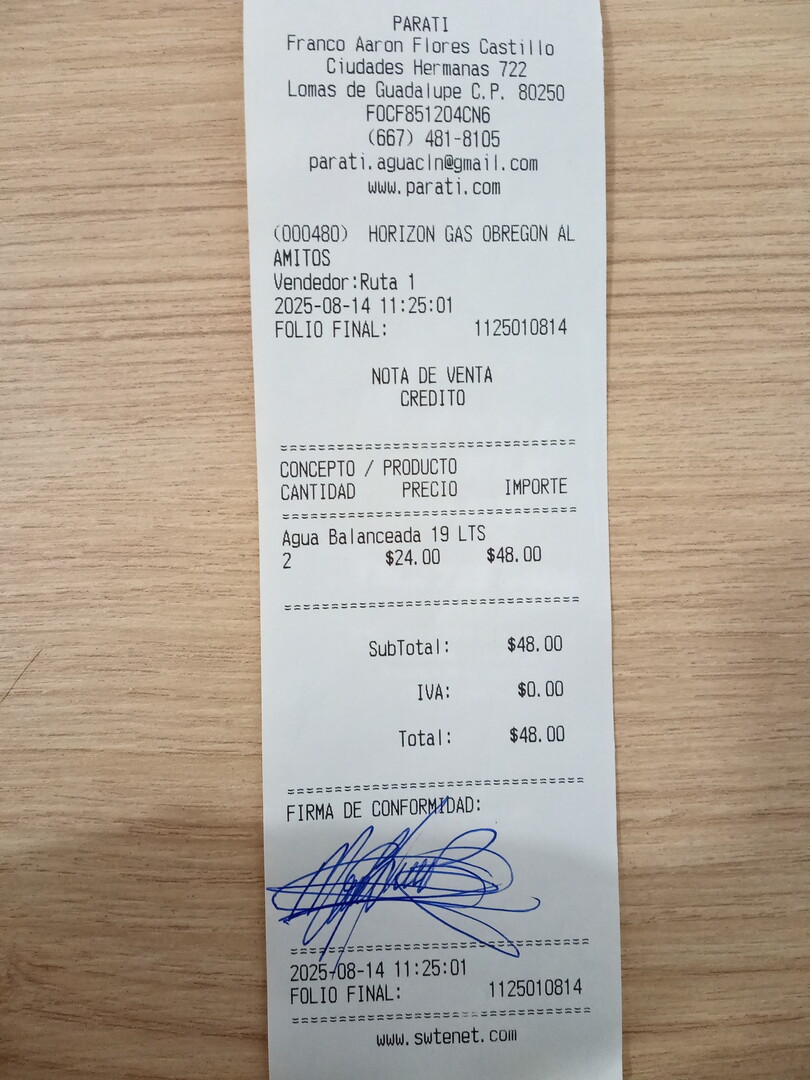 PARATI
Franco Aaron Flores Castillo
Ciudades Hermanas 722
Lomas de Guadalupe C.P. 80250
FOCF851204CN6
(667) 481-8105
parati.aguacln@gmail.com
www.parati.com
(000480) HORIZON GAS OBREGON AL
AMITOS
Vendedor:Ruta 1
2025-08-14 11:25:01
FOLIO FINAL: 1125010814
NOTA DE VENTA
CREDITO
CONCEPTO / PRODUCTO
CANTIDAD PRECIO IMPORTE
Agua Balanceada 19 LTS
2 $24.00 $48.00
SubTotal: $48.00
IVA: $0.00
Total: $48.00
FIRMA DE CONFORMIDAD:
2025-08-14 11:25:01
FOLIO FINAL: 1125010814
www.swtenet.com